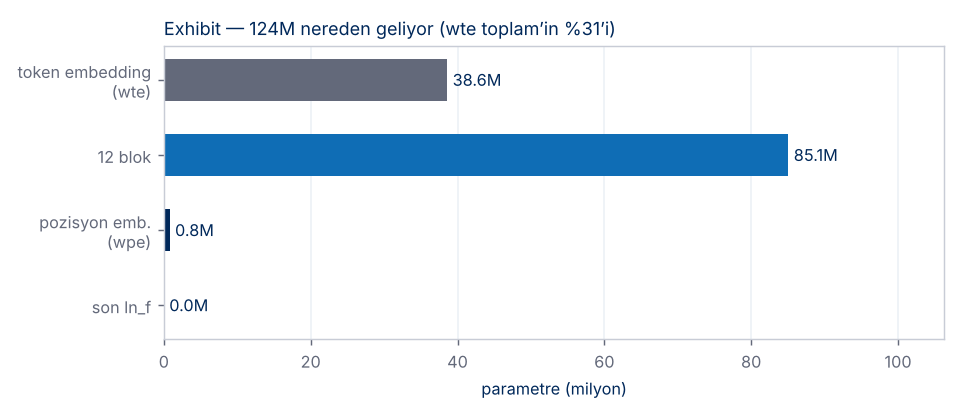 Exhibit — 124M nereden geliyor (wte toplam’in %31’i)
token embedding
(wte)
38.6M
12 blok
85.1M
pozisyon emb.
(wpe)
0.8M
son ln_f
0.0M
0 20 40 60 80 100
parametre (milyon)